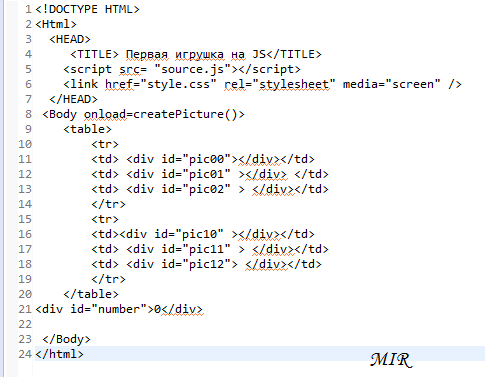 1 <!DOCTYPE HTML>
2 <Html>
3 <HEAD>
4 <TITLE> Первая игрушка на JS</TITLE>
5 <script src= "source.js"></script>
6 <link href="style.css" rel="stylesheet" media="screen" />
7 </HEAD>
8 <Body onload=createPicture()>
9 <table>
10 <tr>
11 <td> <div id="pic00"></div></td>
12 <td> <div id="pic01" ></div> </td>
13 <td> <div id="pic02" > </div></td>
14 </tr>
15 <tr>
16 <td><div id="pic10" ></div></td>
17 <td> <div id="pic11" > </div></td>
18 <td> <div id="pic12"> </div></td>
19 </tr>
20 </table>
21 <div id="number">0</div>
22
23 </Body>
24 </html>
MIR